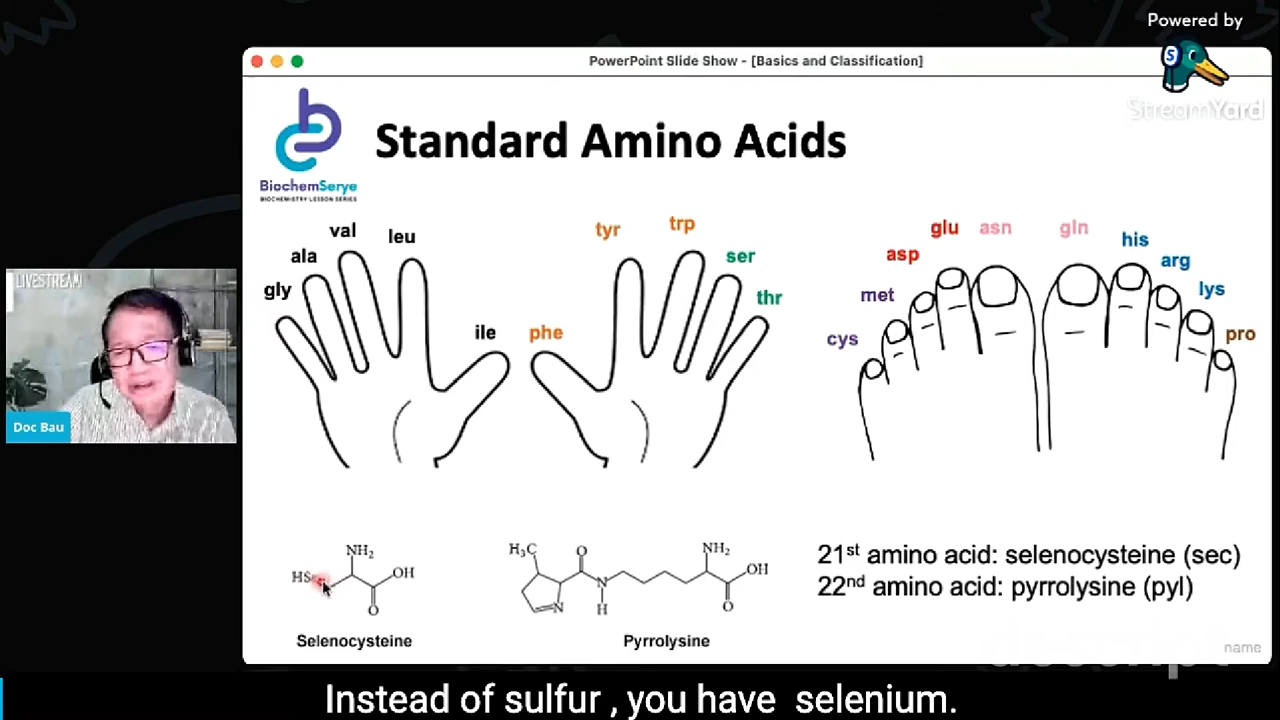 Powered by
S
StreamYard
PowerPoint Slide Show - [Basics and Classification]
BiochemSerye
BIOCHEMISTRY LESSON SERIES
Standard Amino Acids
gly
ala
val
leu
ile
phe
tyr
trp
ser
thr
cys
met
asp
glu
asn
gln
his
arg
lys
pro
LIVESTREAM!
Doc Bau
NH2
OH
O
Selenocysteine
H3C
O
N
H
N
NH2
OH
O
Pyrrolysine
21st amino acid: selenocysteine (sec)
22nd amino acid: pyrrolysine (pyl)
name
descript
Instead of sulfur , you have selenium.